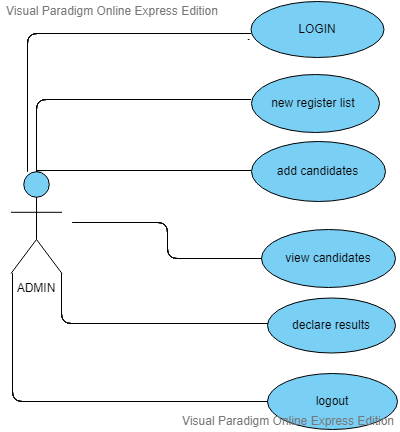 Visual Paradigm Online Express Edition
LOGIN
new register list
add candidates
view candidates
ADMIN
declare results
logout
Visual Paradigm Online Express Edition